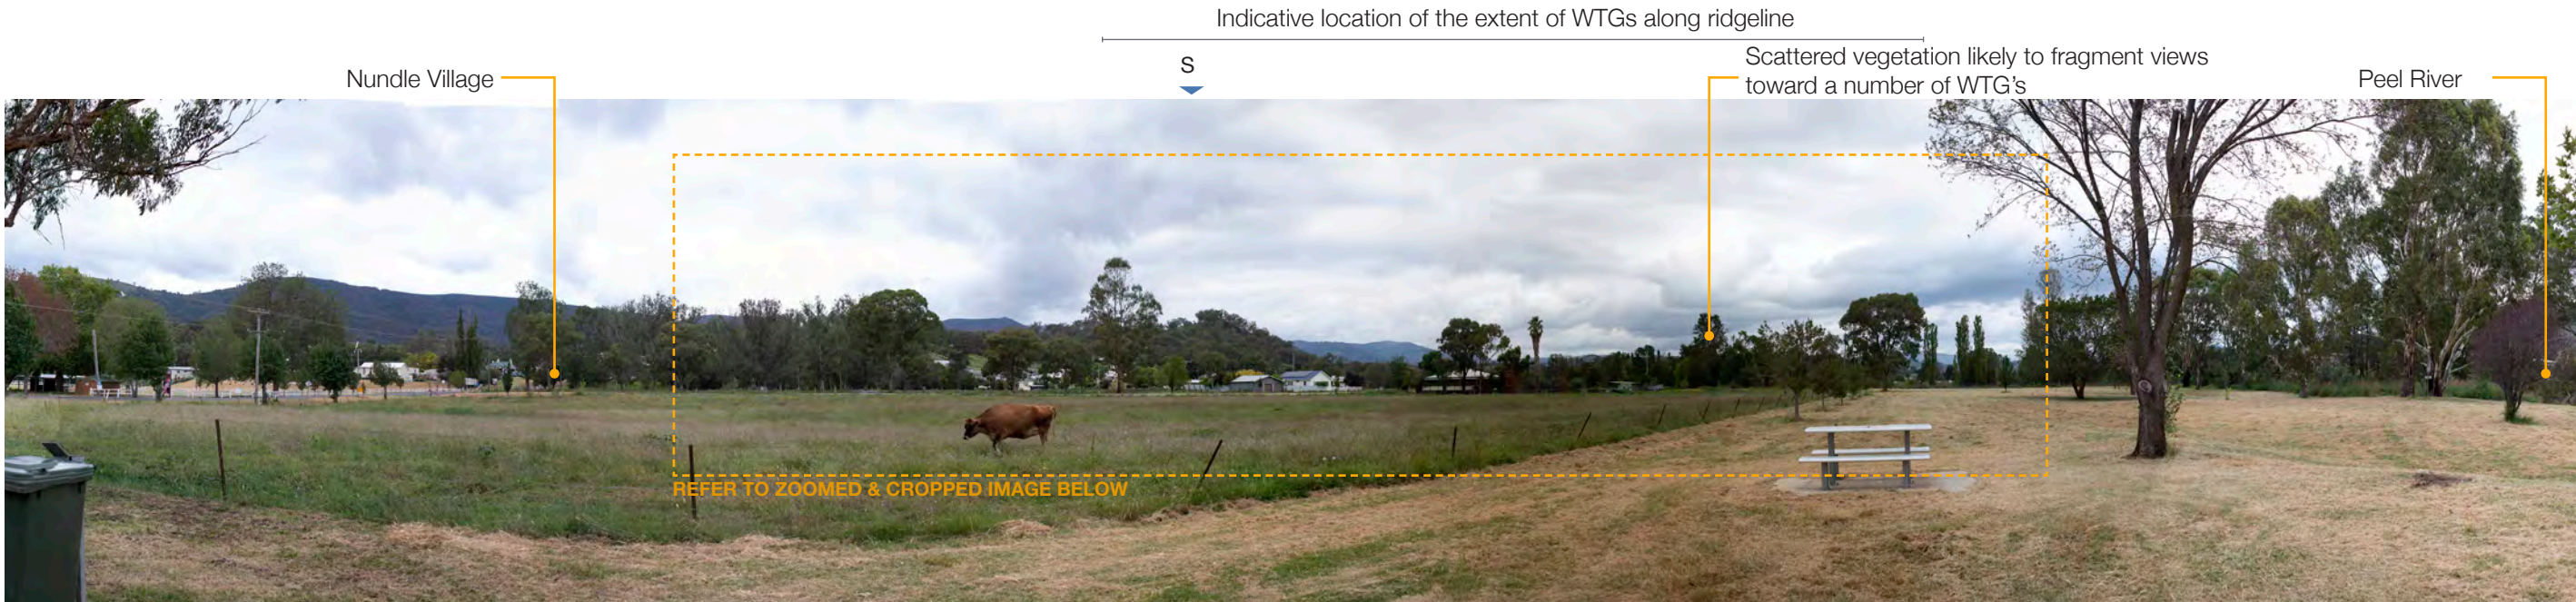 Indicative location of the extent of WTGs along ridgeline
S
Scattered vegetation likely to fragment views
toward a number of WTG's
Nundle Village
Peel River
REFER TO ZOOMED & CROPPED IMAGE BELOW